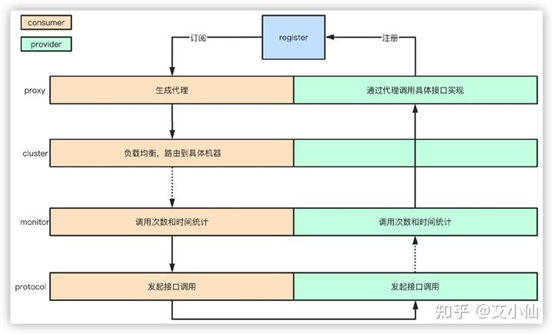 consumer
provider
订阅
register
注册
proxy
生成代理
通过代理调用具体接口实现
cluster
负载均衡，路由到具体机器
monitor
调用次数和时间统计
调用次数和时间统计
protocol
发起接口调用
发起接口调用
知乎 @艾小仙